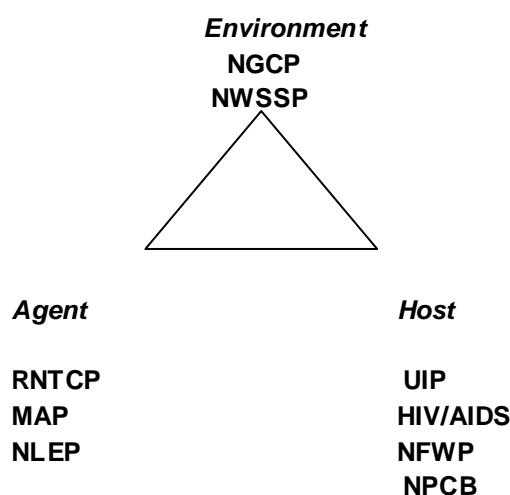 Environment
NGCP
NWSSP
Agent
Host
RNTCP
UIP
MAP
HIV/AIDS
NLEP
NFWP
NPCB